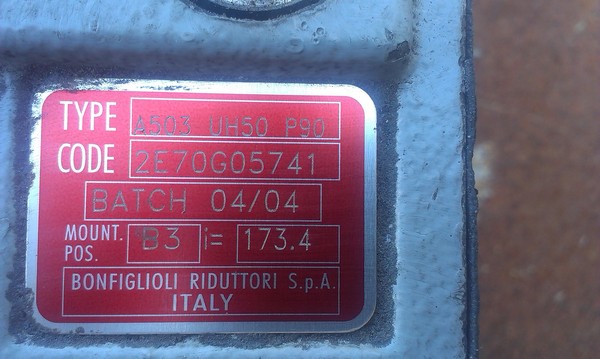 TYPE A503 UH50 P90
CODE 2E70G05741
BATCH 04/04
MOUNT. POS. B3 i= 173.4
BONFIGLIOLI RIDUTTORI S.p.A.
ITALY